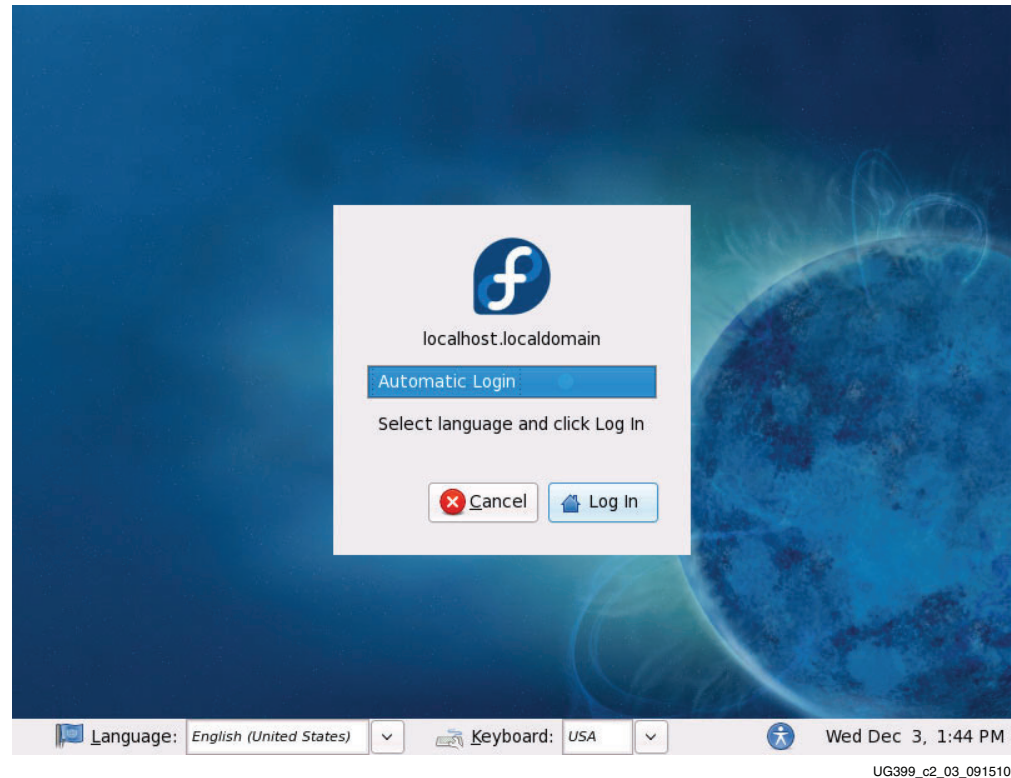 localhost.localdomain
Automatic Login
Select language and click Log In
Cancel Log In
Language: English (United States) Keyboard: USA Wed Dec 3, 1:44 PM
UG399_c2_03_091510